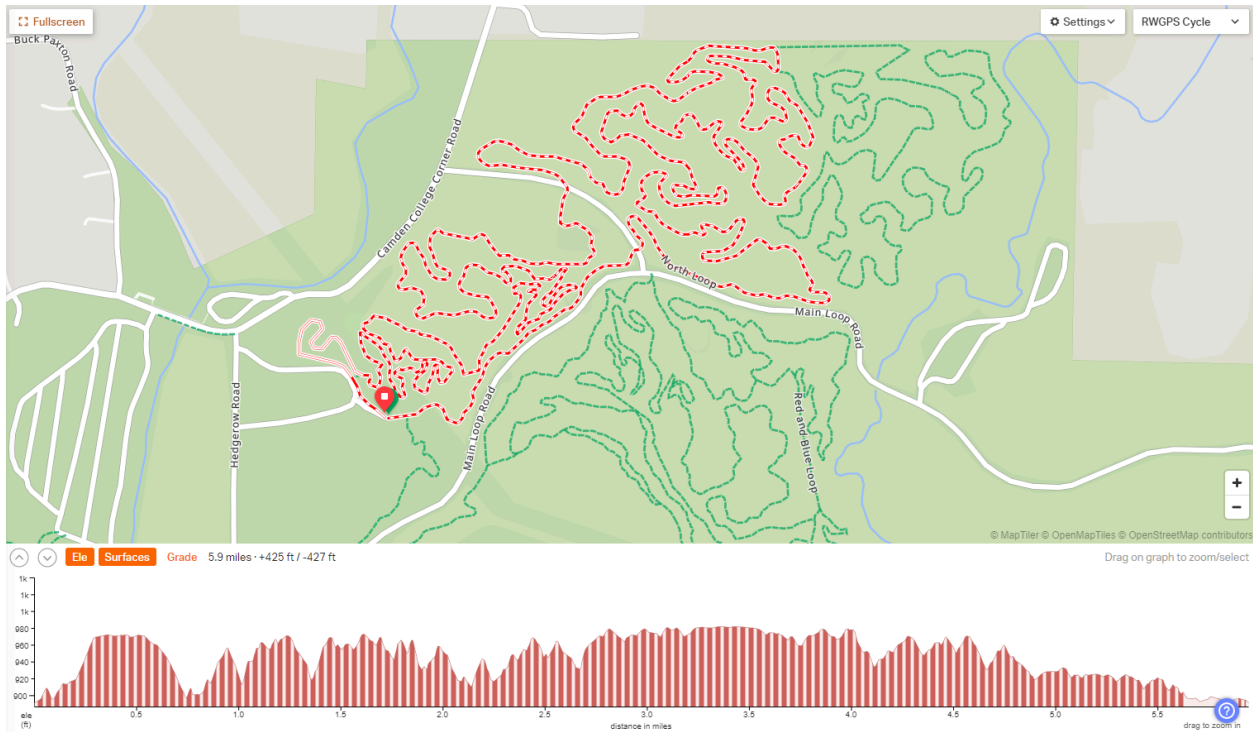 Fullscreen
Settings
RWGPS Cycle
Buck Paxton Road
Camden College Corner Road
North Loop
Main Loop Road
Hedgerow Road
Main Loop Road
Red and Blue Loop
+
−
© MapTiler © OpenMapTiles © OpenStreetMap contributors
Ele Surfaces Grade 5.9 miles · +425 ft / -427 ft
Drag on graph to zoom/select
1k
1k
1k
980
960
940
920
900
ele
(ft)
0.5 1.0 1.5 2.0 2.5 3.0 3.5 4.0 4.5 5.0 5.5
distance in miles
drag to zoom in